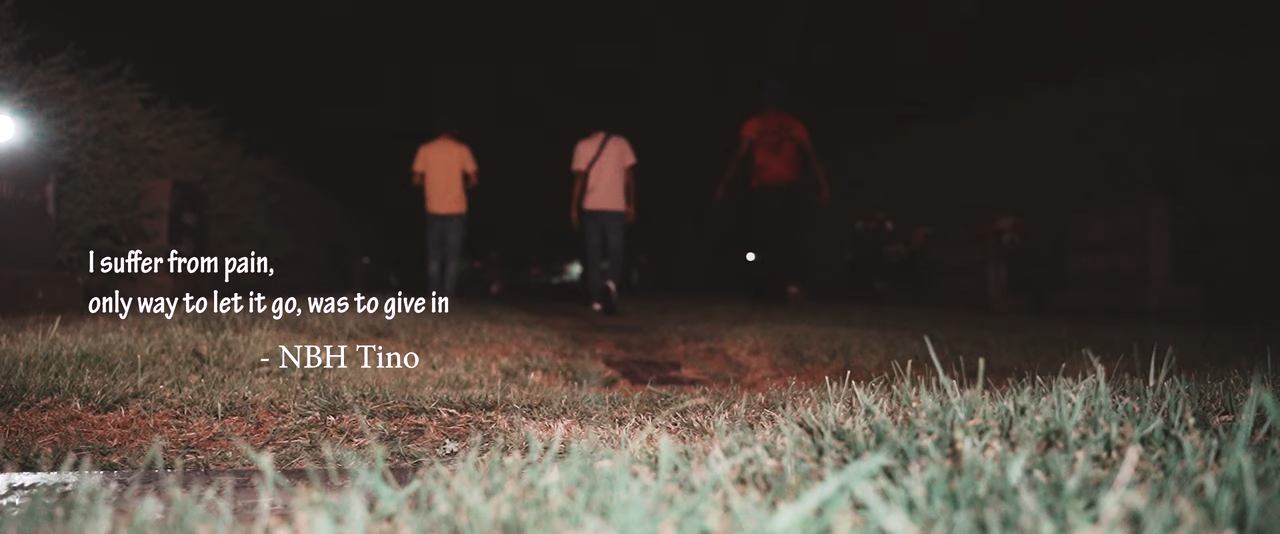 I suffer from pain,
only way to let it go, was to give in
- NBH Tino